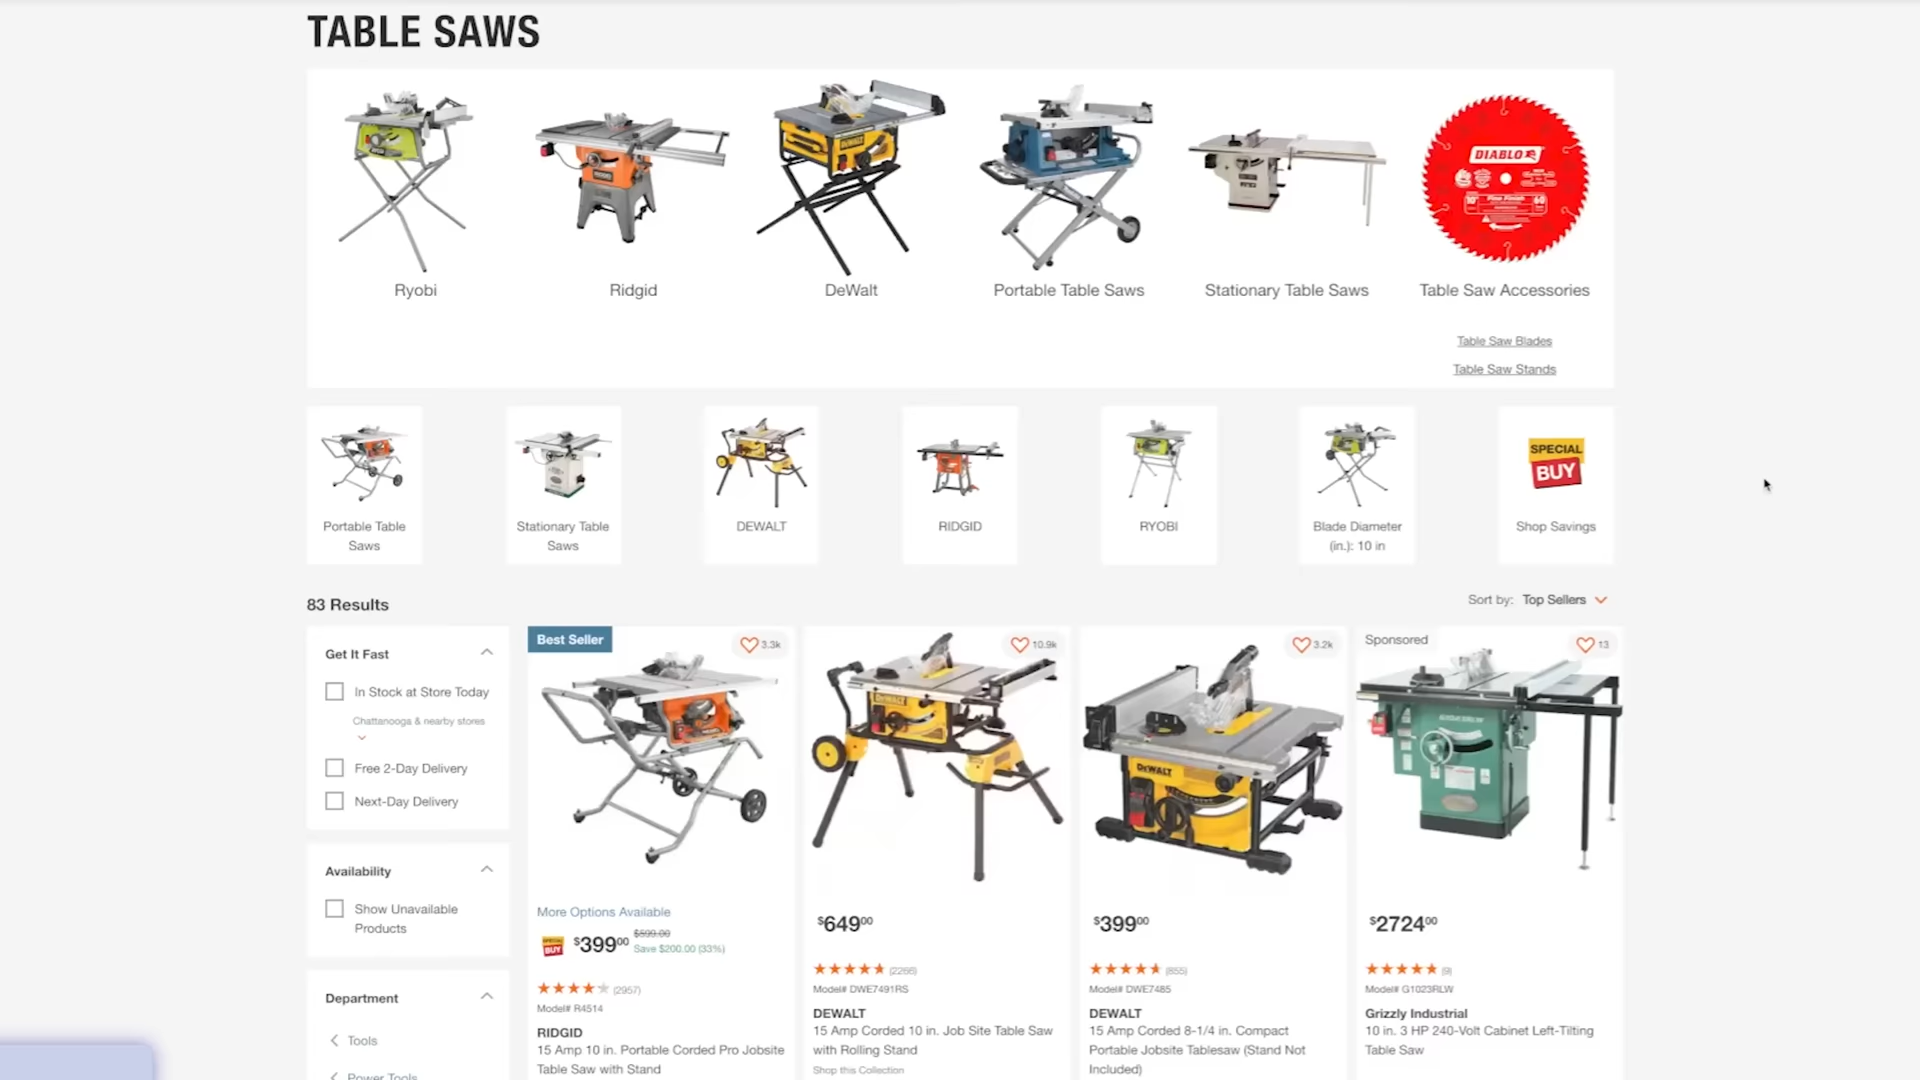 TABLE SAWS
DIABLO
10"
60
Ryobi
Ridgid
DeWalt
Portable Table Saws
Stationary Table Saws
Table Saw Accessories
Table Saw Blades
Table Saw Stands
Portable Table
Saws
Stationary Table
Saws
DEWALT
RIDGID
RYOBI
Blade Diameter
(in.): 10 in
SPECIAL
BUY
Shop Savings
83 Results
Sort by: Top Sellers
Get It Fast
In Stock at Store Today
Chattanooga & nearby stores
Free 2-Day Delivery
Next-Day Delivery
Availability
Show Unavailable
Products
Department
Tools
Power Tools
Best Seller
3.3k
More Options Available
SPECIAL
BUY
$399 00
$599.00
Save $200.00 (33%)
(2957)
Model# R4514
RIDGID
15 Amp 10 in. Portable Corded Pro Jobsite
Table Saw with Stand
10.9k
DEWALT
$649 00
(2266)
Model# DWE7491RS
DEWALT
15 Amp Corded 10 in. Job Site Table Saw
with Rolling Stand
Shop this Collection
3.2k
DEWALT
$399 00
(855)
Model# DWE7485
DEWALT
15 Amp Corded 8-1/4 in. Compact
Portable Jobsite Tablesaw (Stand Not
Included)
Sponsored
13
$2724 00
(9)
Model# G1023RLW
Grizzly Industrial
10 in. 3 HP 240-Volt Cabinet Left-Tilting
Table Saw